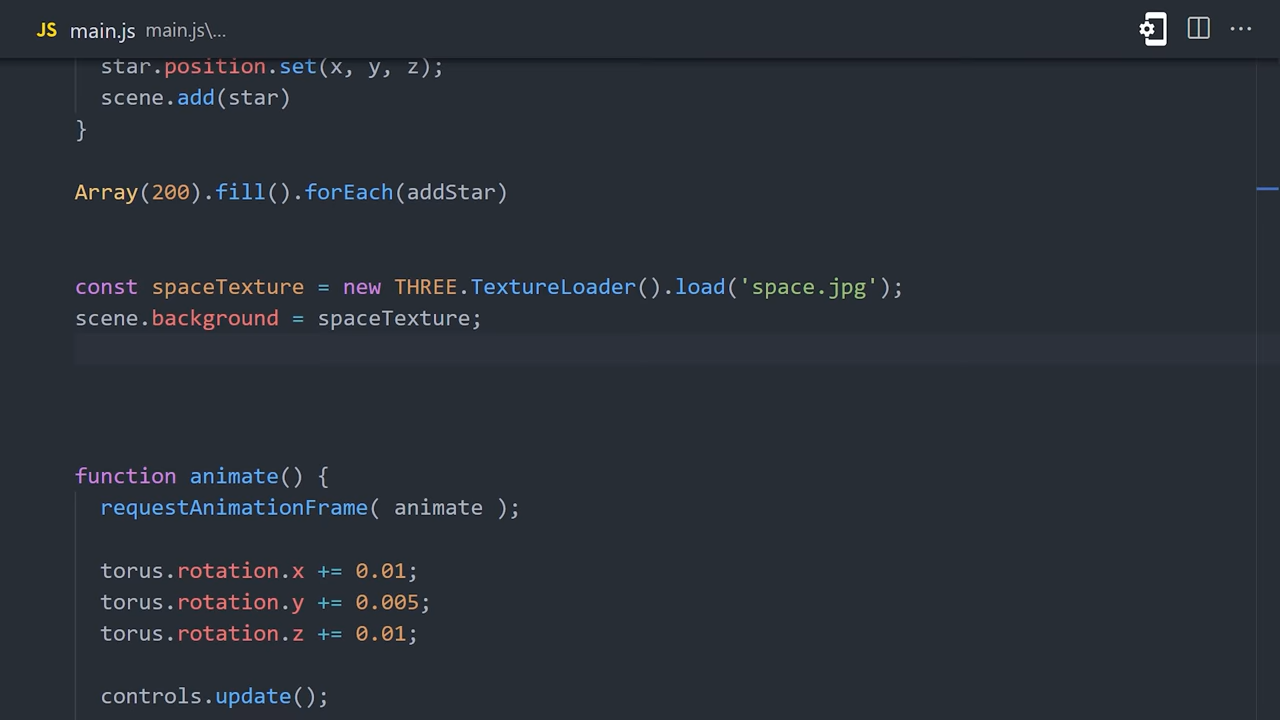 JS main.js main.js\...
star.position.set(x, y, z);
scene.add(star)
}
Array(200).fill().forEach(addStar)
const spaceTexture = new THREE.TextureLoader().load('space.jpg');
scene.background = spaceTexture;
function animate() {
requestAnimationFrame( animate );
torus.rotation.x += 0.01;
torus.rotation.y += 0.005;
torus.rotation.z += 0.01;
controls.update();